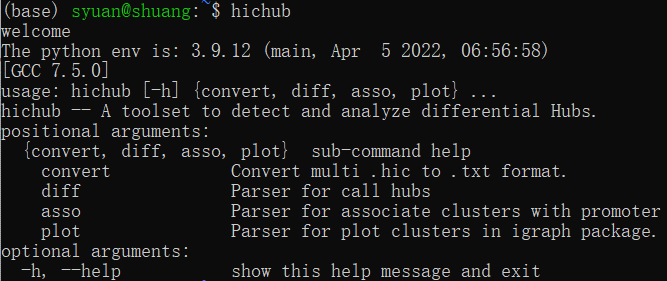 (base) syuan@shuang:~$ hichub
welcome
The python env is: 3.9.12 (main, Apr  5 2022, 06:56:58)
[GCC 7.5.0]
usage: hichub [-h] {convert, diff, asso, plot} ...
hichub -- A toolset to detect and analyze differential Hubs.
positional arguments:
  {convert, diff, asso, plot}  sub-command help
    convert            Convert multi .hic to .txt format.
    diff               Parser for call hubs
    asso               Parser for associate clusters with promoter
    plot               Parser for plot clusters in igraph package.
optional arguments:
  -h, --help           show this help message and exit